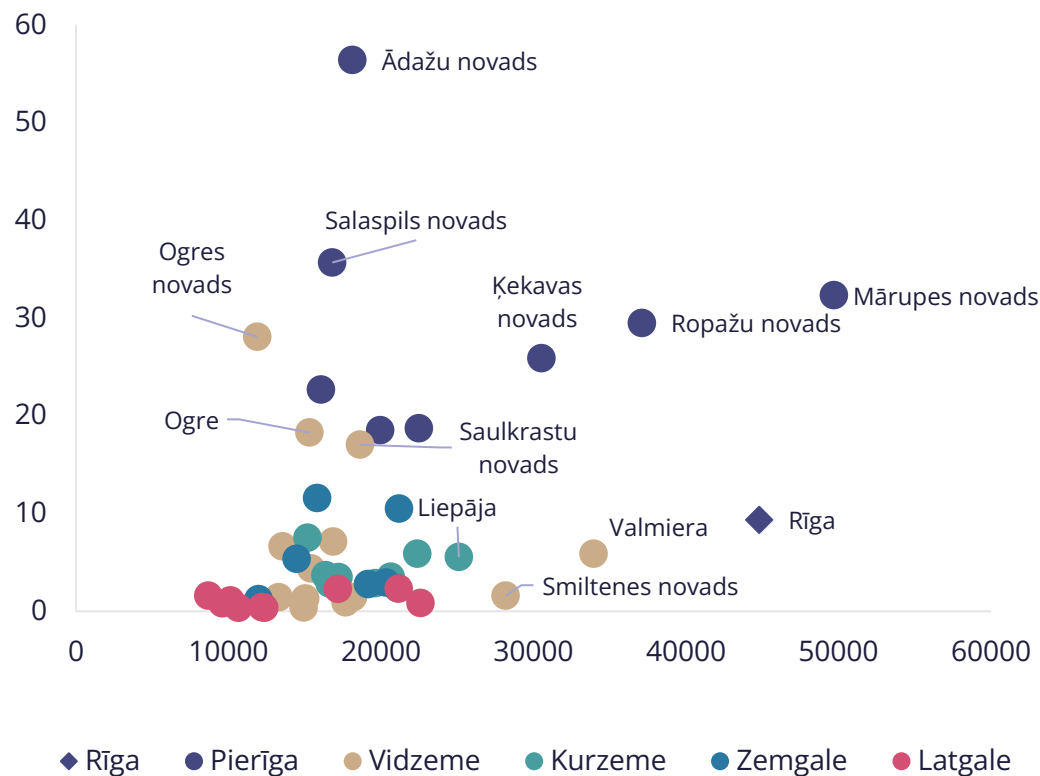 60
Ādažu novads
50
40
Salaspils novads
Ogres
novads
Ķekavas
novads
Mārupes novads
30
Ropažu novads
20
Ogre
Saulkrastu
novads
10
Liepāja
Valmiera
Rīga
Smiltenes novads
0
0 10000 20000 30000 40000 50000 60000
Rīga Pierīga Vidzeme Kurzeme Zemgale Latgale